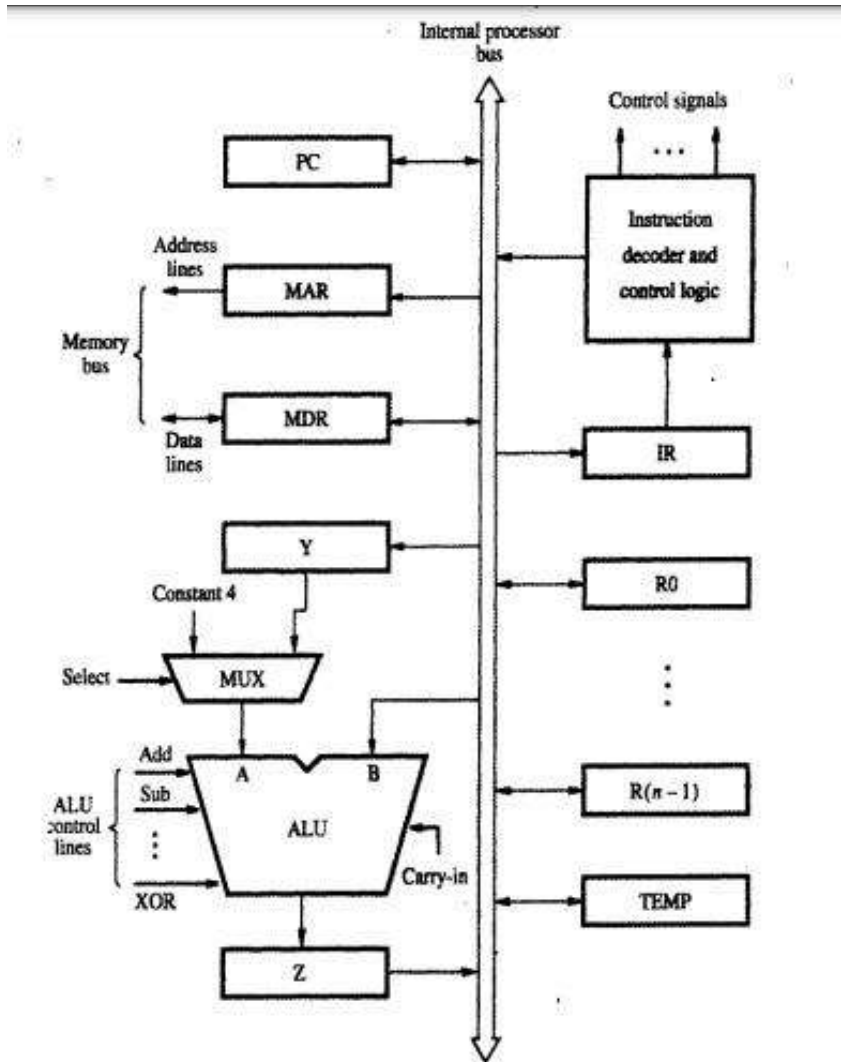 Internal processor
bus
Control signals
...
PC
Instruction
decoder and
control logic
Address
lines
MAR
Memory
bus
MDR
Data
lines
IR
Y
R0
Constant 4
Select
MUX
Add
A
B
R(n − 1)
Sub
ALU
control
lines
ALU
Carry-in
XOR
TEMP
Z